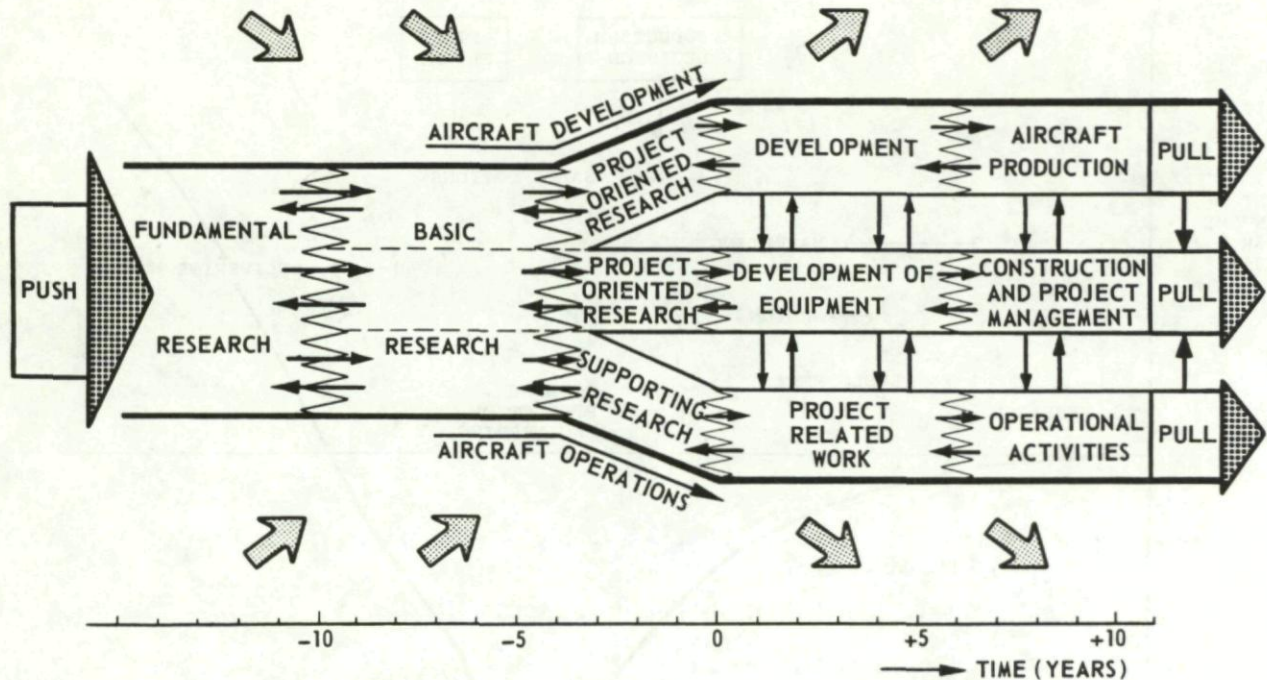 AIRCRAFT DEVELOPMENT
PUSH
FUNDAMENTAL
RESEARCH
BASIC
RESEARCH
PROJECT
ORIENTED
RESEARCH
DEVELOPMENT
AIRCRAFT
PRODUCTION
PULL
PROJECT
ORIENTED
RESEARCH
DEVELOPMENT OF
EQUIPMENT
CONSTRUCTION
AND PROJECT
MANAGEMENT
PULL
SUPPORTING
RESEARCH
PROJECT
RELATED
WORK
OPERATIONAL
ACTIVITIES
PULL
AIRCRAFT OPERATIONS
-10 -5 0 +5 +10
TIME (YEARS)